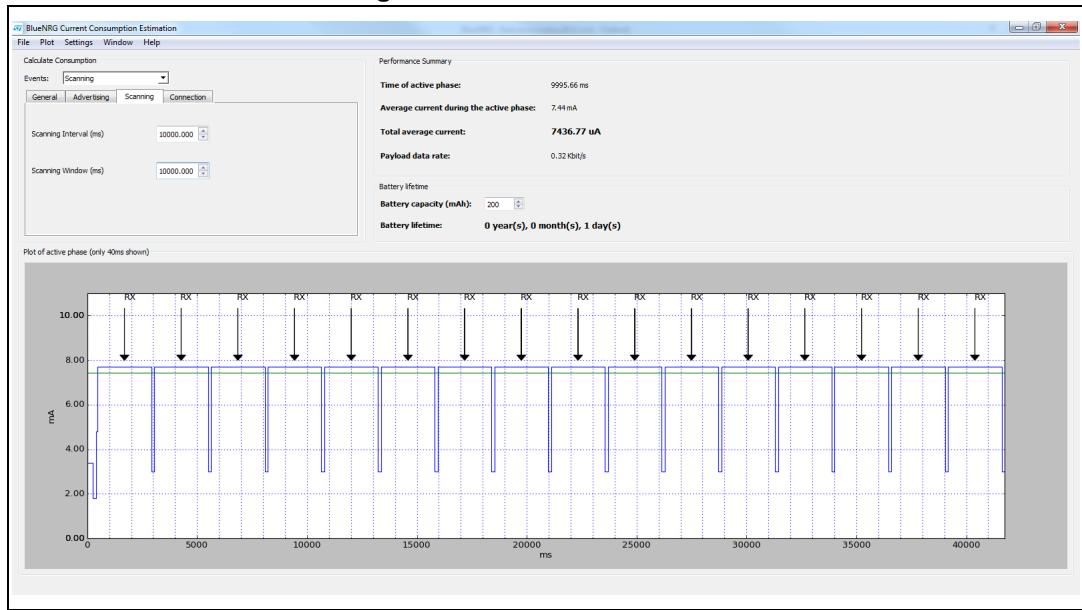 BlueNRG Current Consumption Estimation
File Plot Settings Window Help
Calculate Consumption
Events: Scanning
General Advertising Scanning Connection
Scanning Interval (ms) 10000.000
Scanning Window (ms) 10000.000
Performance Summary
Time of active phase: 9995.66 ms
Average current during the active phase: 7.44 mA
Total average current: 7436.77 uA
Payload data rate: 0.32 Kbit/s
Battery lifetime
Battery capacity (mAh): 200
Battery lifetime: 0 year(s), 0 month(s), 1 day(s)
Plot of active phase (only 40ms shown)
RX RX RX RX RX RX RX RX RX RX RX RX RX RX RX RX
10.00
8.00
6.00
mA
4.00
2.00
0.00
0 5000 10000 15000 20000 25000 30000 35000 40000
ms